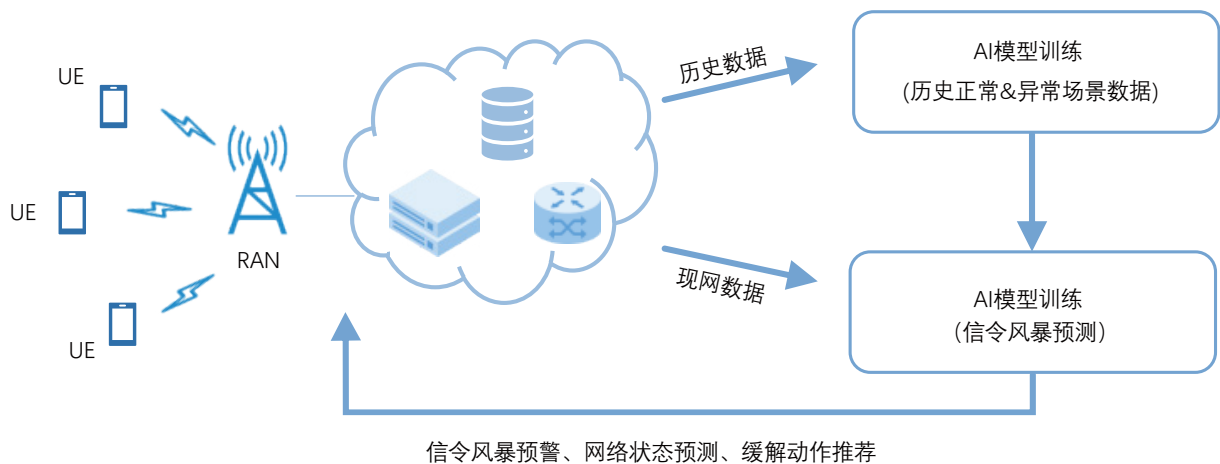 UE
UE
UE
RAN
历史数据
现网数据
AI模型训练
(历史正常&异常场景数据)
AI模型训练
（信令风暴预测）
信令风暴预警、网络状态预测、缓解动作推荐